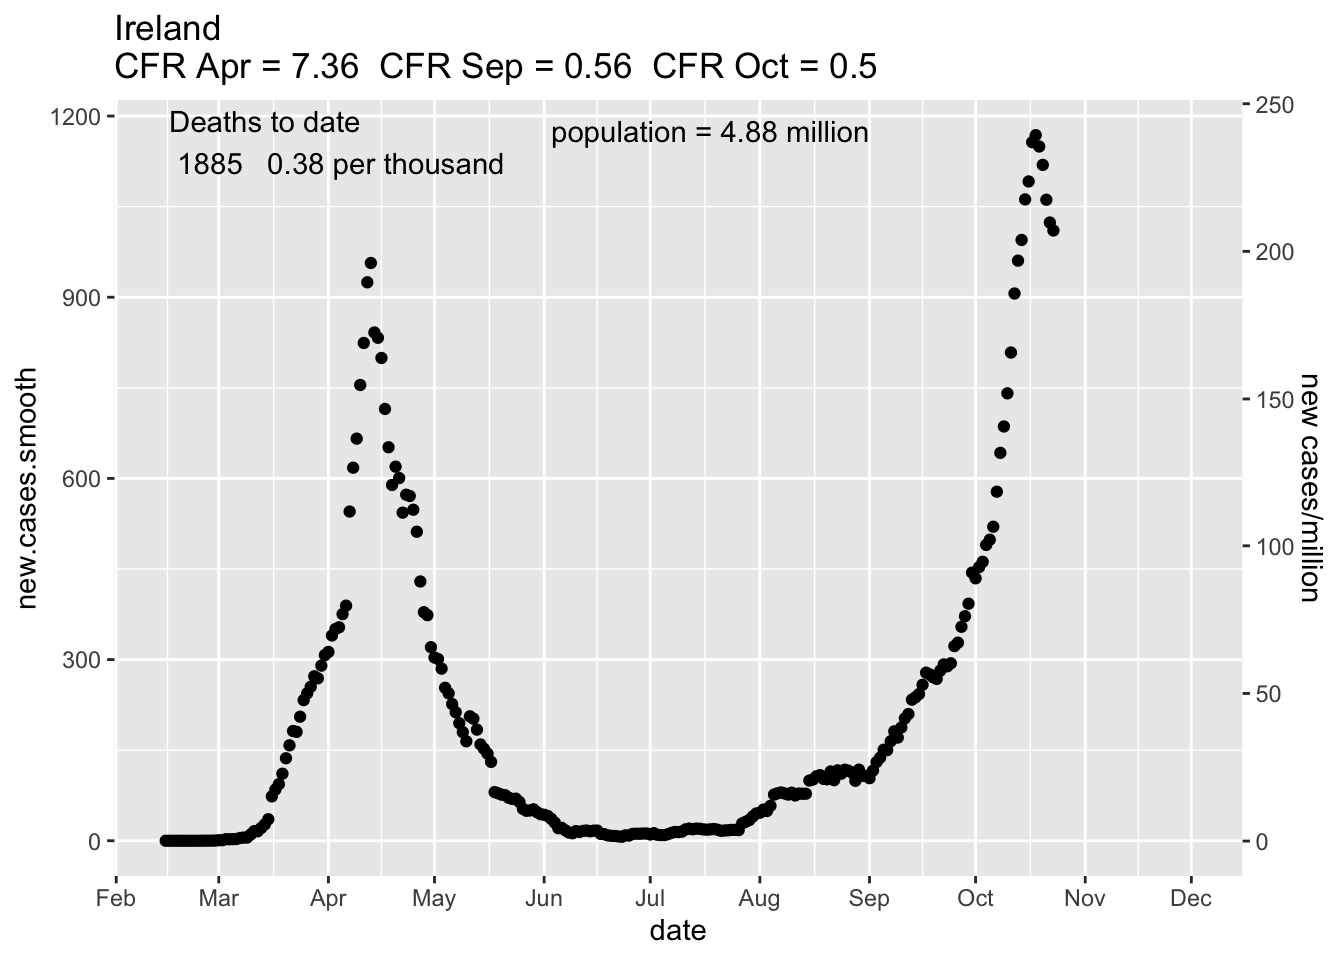 Ireland
CFR Apr = 7.36  CFR Sep = 0.56  CFR Oct = 0.5
Deaths to date
1885   0.38 per thousand
population = 4.88 million
1200
900
600
300
0
new.cases.smooth
250
200
150
100
50
0
new cases/million
Feb Mar Apr May Jun Jul Aug Sep Oct Nov Dec
date